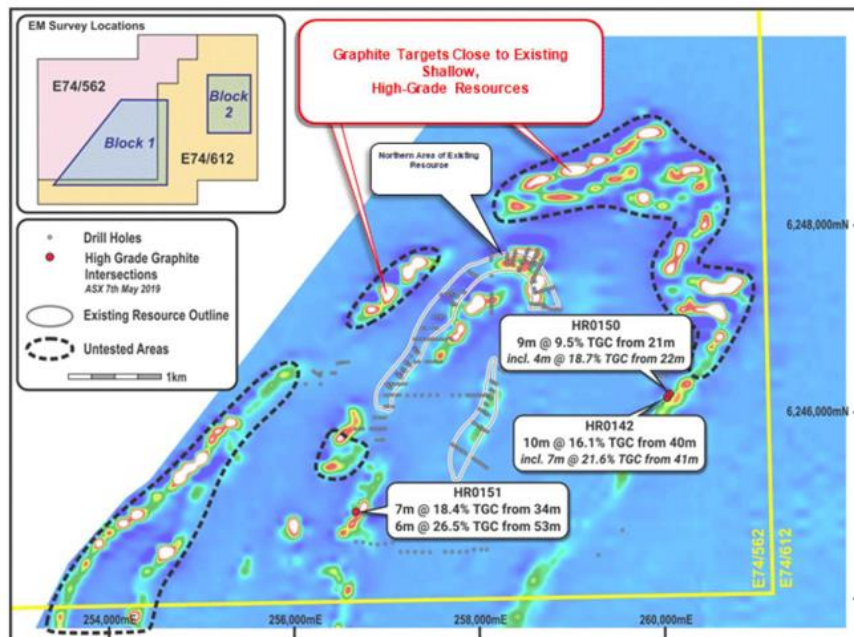 EM Survey Locations
E74/562
Block 1
Block 2
E74/612
Drill Holes
High Grade Graphite
Intersections
ASX 7th May 2019
Existing Resource Outline
Untested Areas
1km
Graphite Targets Close to Existing
Shallow,
High-Grade Resources
Northern Area of Existing
Resource
6,248,000mN
HR0150
9m @ 9.5% TGC from 21m
incl. 4m @ 18.7% TGC from 22m
6,246,000mN
HR0142
10m @ 16.1% TGC from 40m
incl. 7m @ 21.6% TGC from 41m
HR0151
7m @ 18.4% TGC from 34m
6m @ 26.5% TGC from 53m
E74/562
E74/612
254,000mE
256,000mE
258,000mE
260,000mE